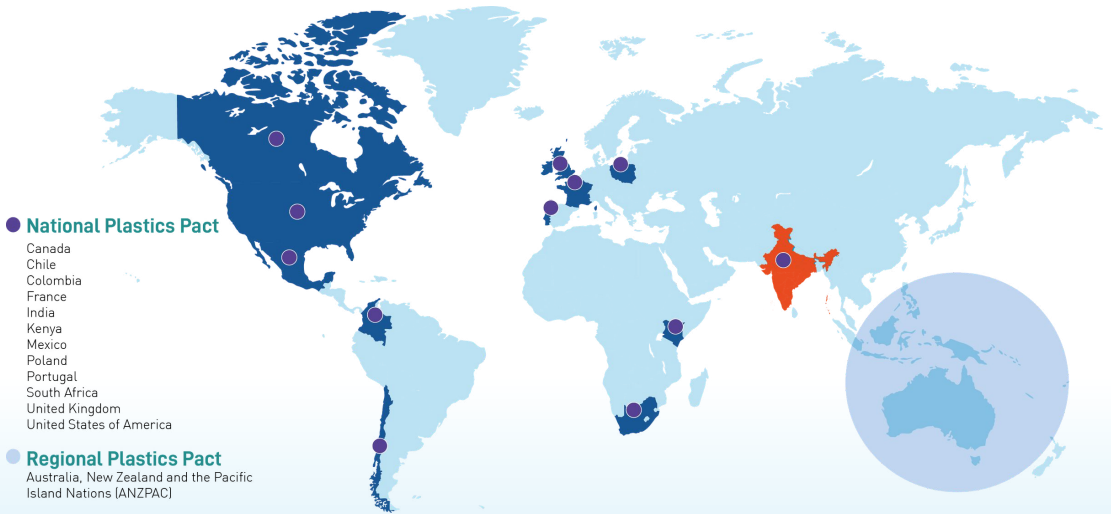 National Plastics Pact
Canada
Chile
Colombia
France
India
Kenya
Mexico
Poland
Portugal
South Africa
United Kingdom
United States of America
Regional Plastics Pact
Australia, New Zealand and the Pacific
Island Nations (ANZPAC)